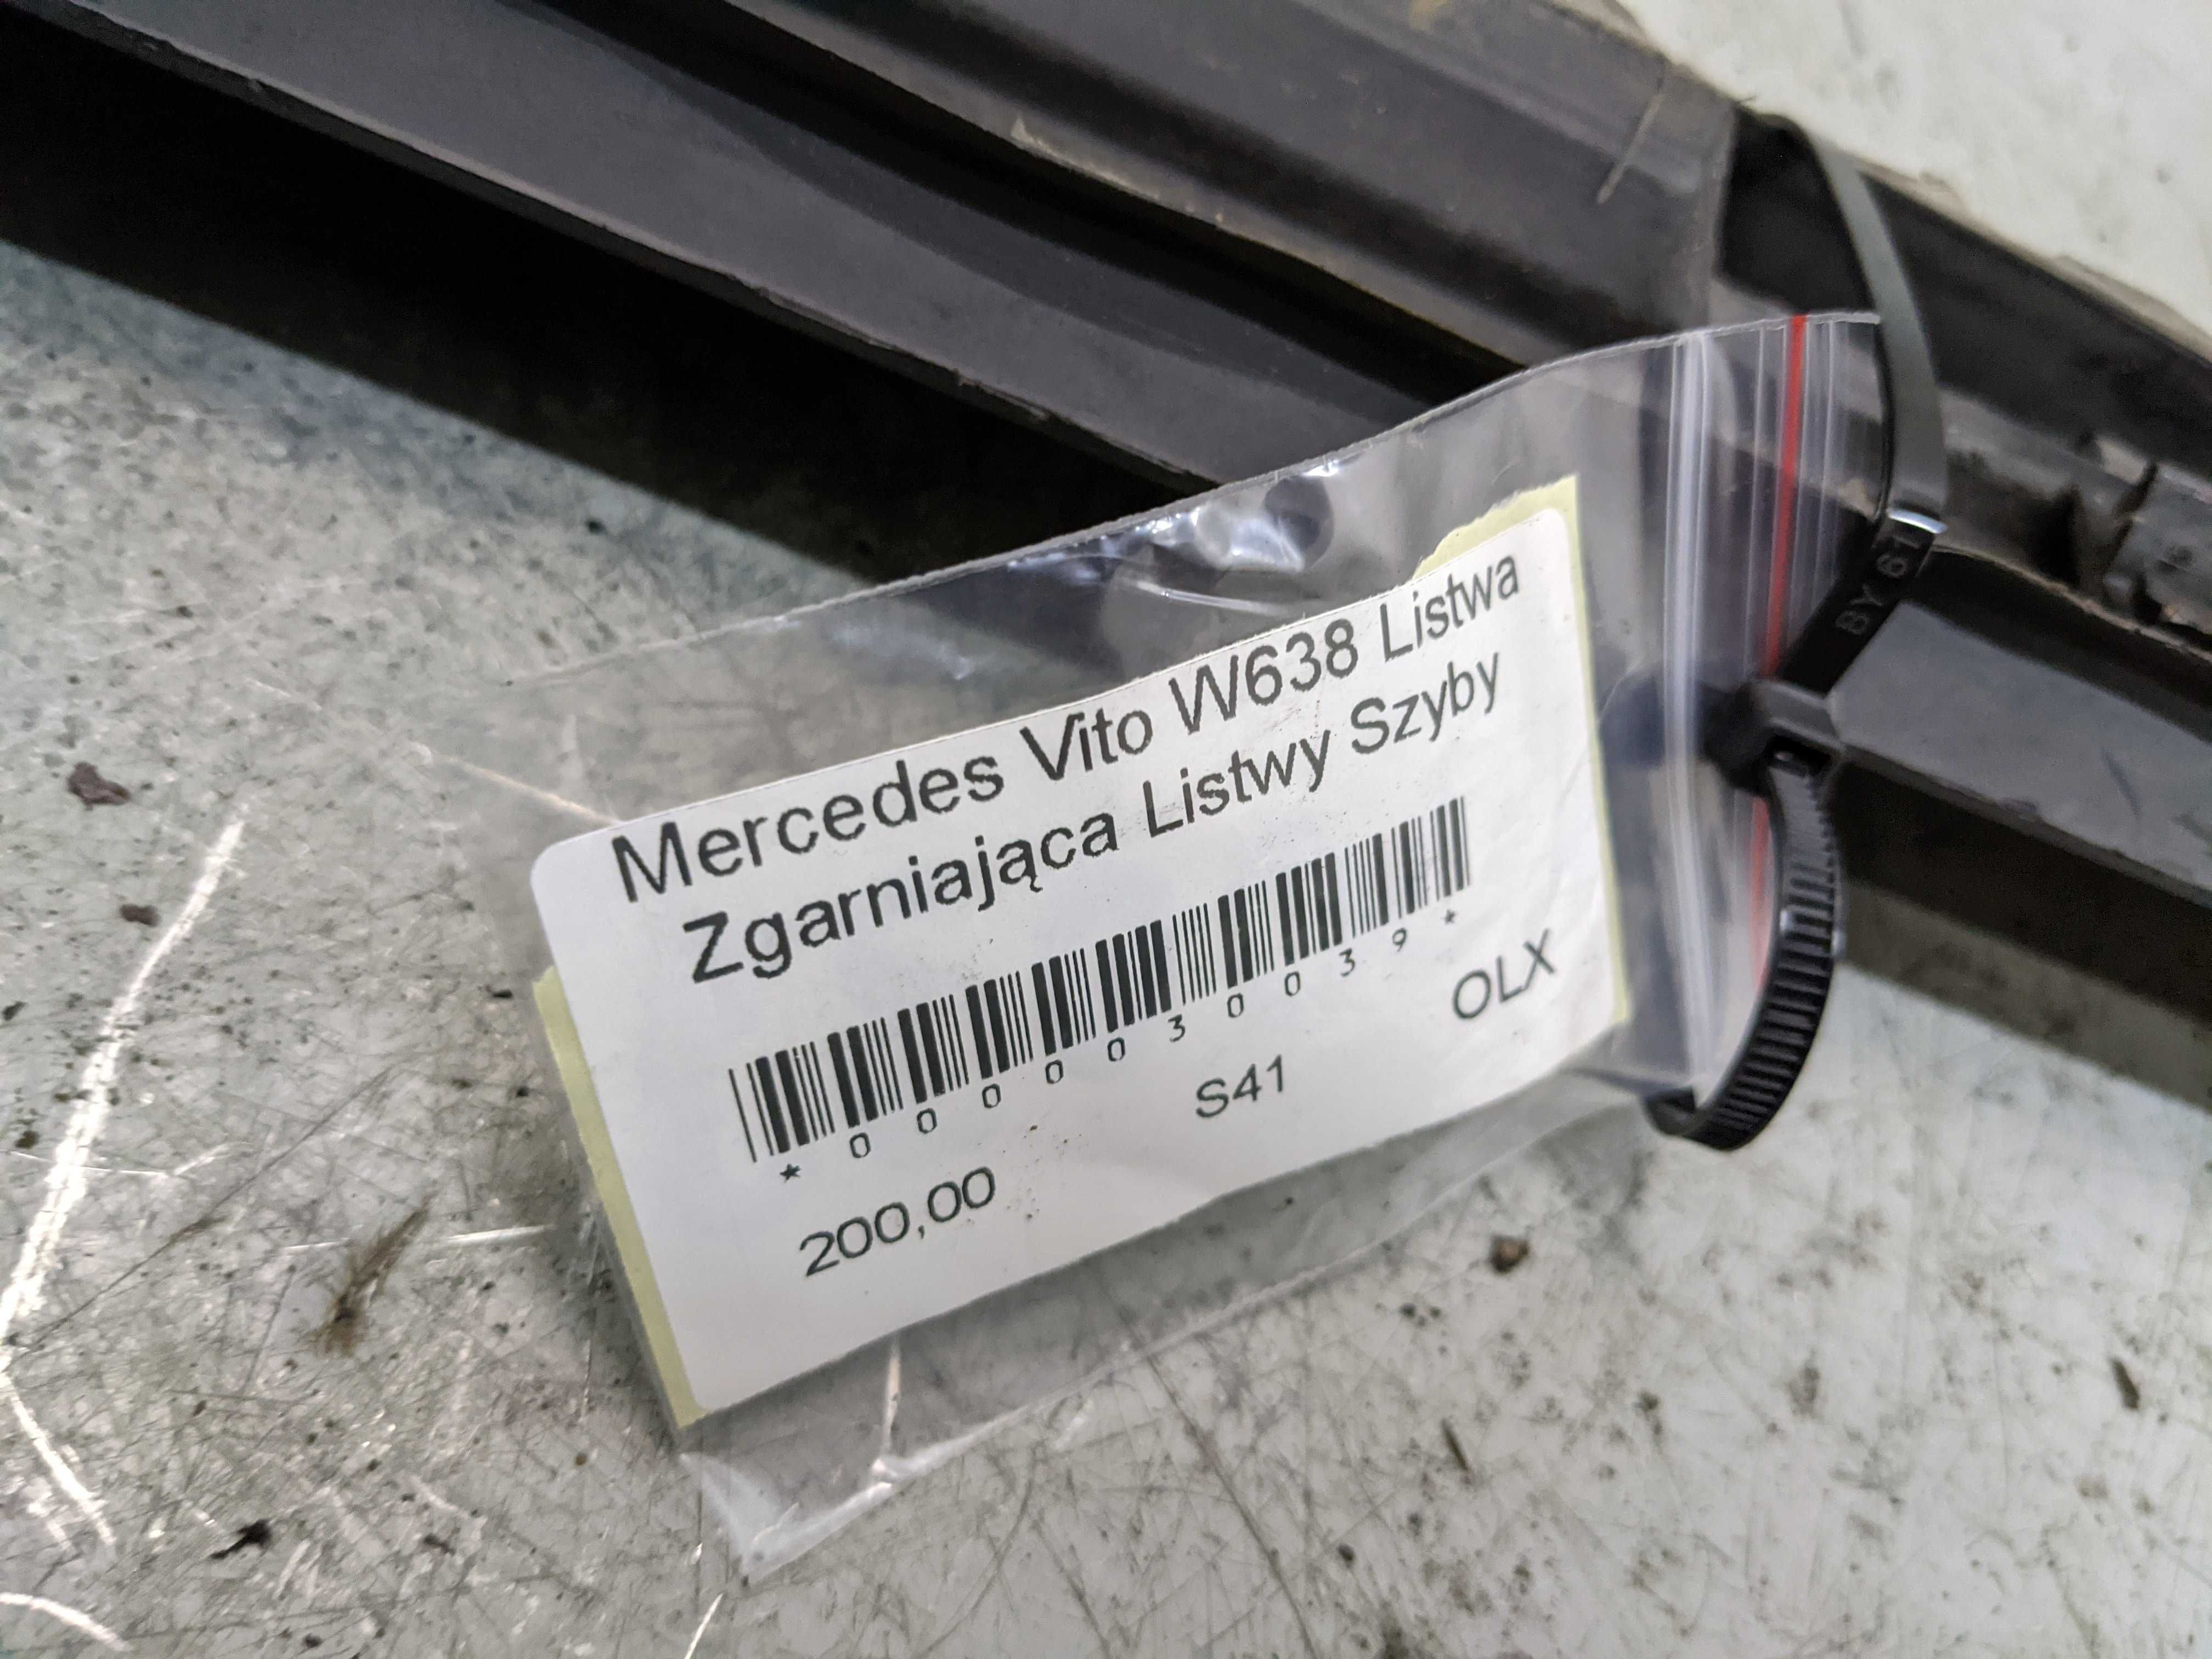 Mercedes Vito W638 Listwa
Zgarniająca Listwy Szyby
*0000030039*
200,00 S41 OLX
BY 61